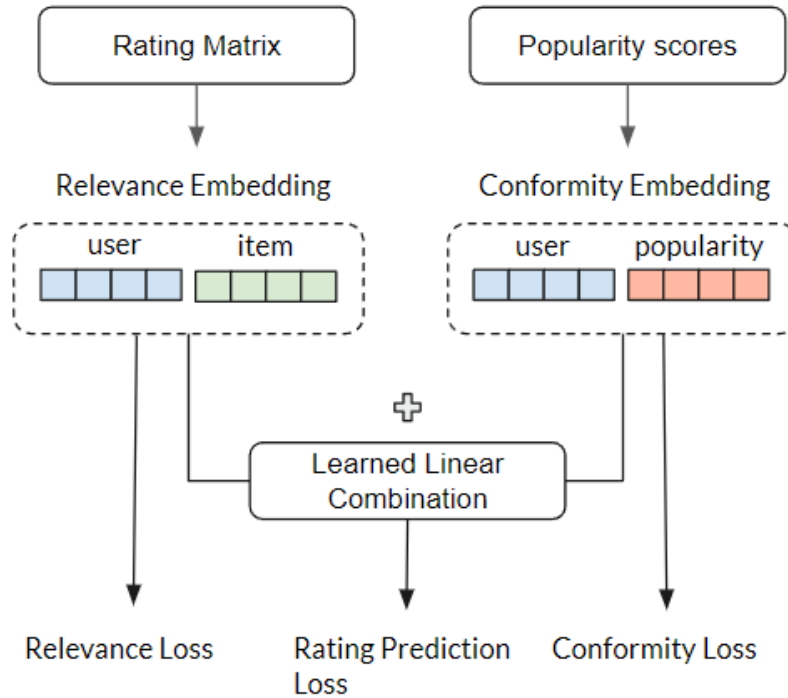 Rating Matrix
Popularity scores
Relevance Embedding
Conformity Embedding
user
item
user
popularity
Learned Linear
Combination
Relevance Loss
Rating Prediction
Loss
Conformity Loss